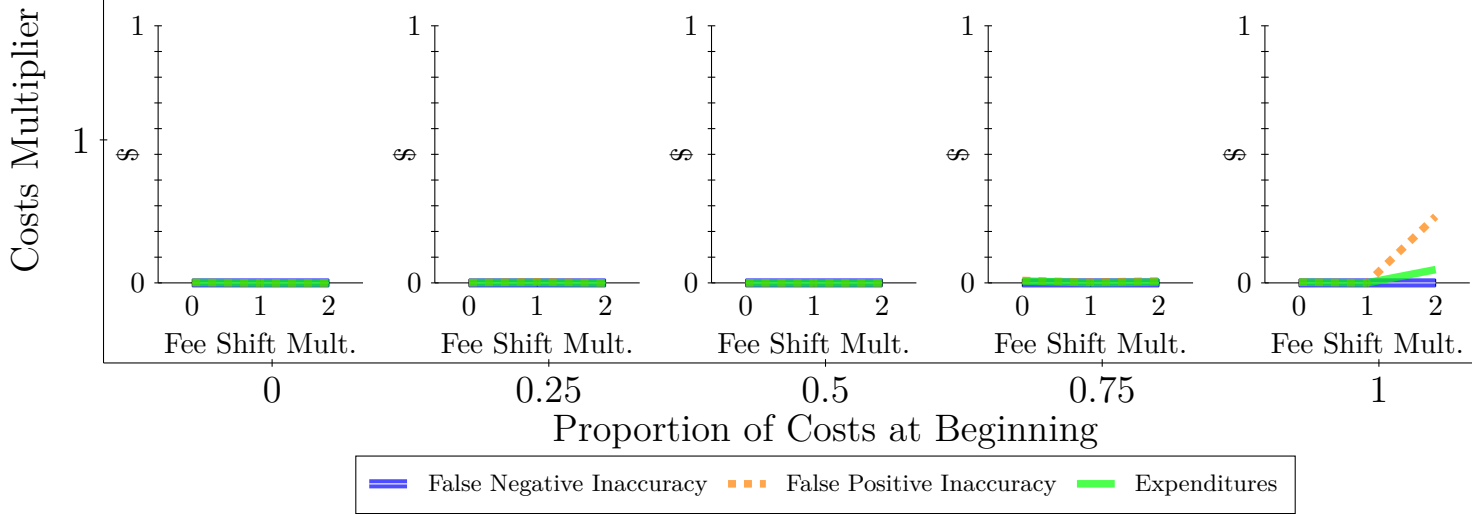 Costs Multiplier
1
1 1 1 1 1
$ $ $ $ $
0 0 0 0 0
0 1 2 0 1 2 0 1 2 0 1 2 0 1 2
Fee Shift Mult. Fee Shift Mult. Fee Shift Mult. Fee Shift Mult. Fee Shift Mult.
0 0.25 0.5 0.75 1
Proportion of Costs at Beginning
False Negative Inaccuracy False Positive Inaccuracy Expenditures